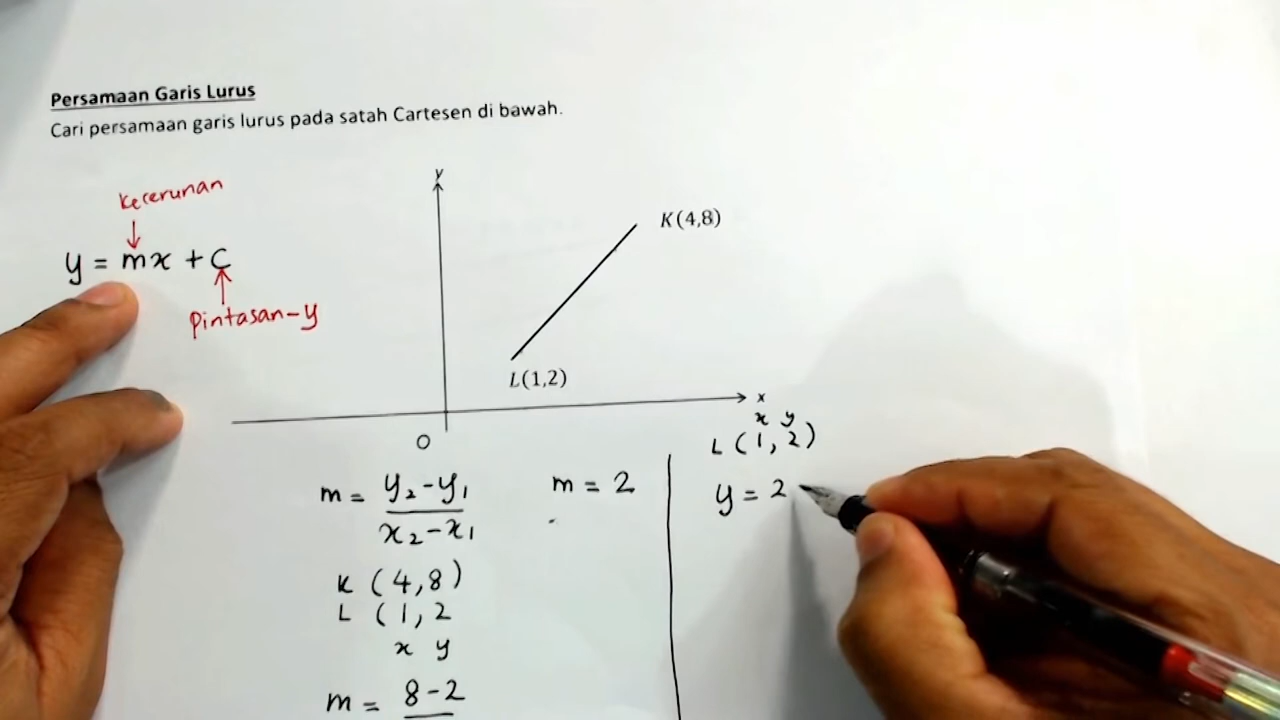 Persamaan Garis Lurus
Cari persamaan garis lurus pada satah Cartesen di bawah.
kecerunan
y = mx + c
pintasan-y
y
K(4,8)
L(1,2)
x
O
x y
L (1, 2)
m = y₂-y₁
x₂-x₁
m = 2
y = 2
K (4,8)
L (1, 2
x y
m = 8-2